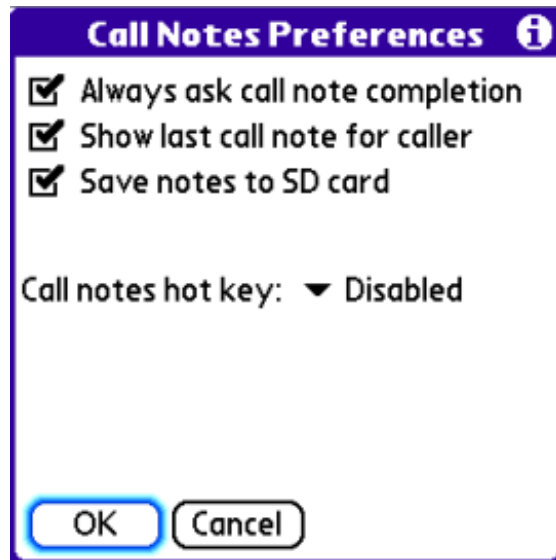 Call Notes Preferences i
Always ask call note completion
Show last call note for caller
Save notes to SD card
Call notes hot key: Disabled
OK Cancel